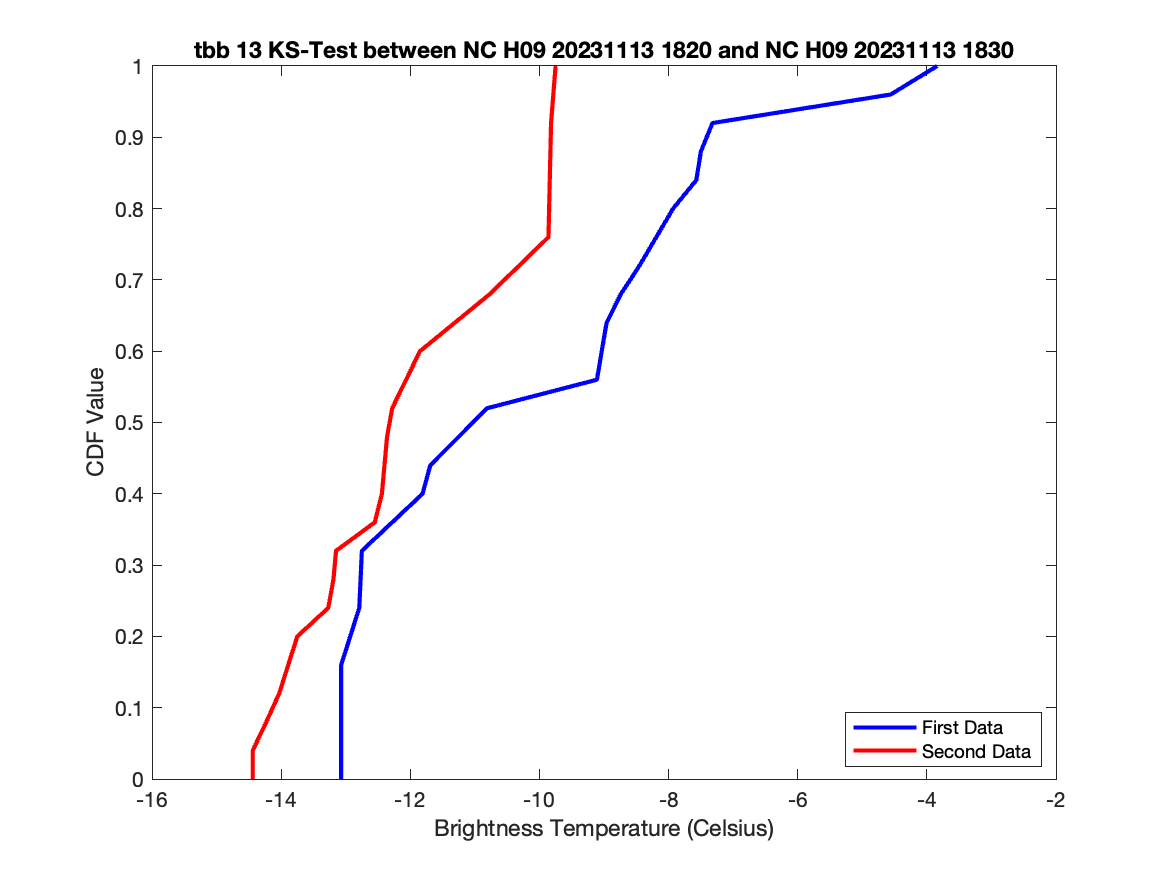 tbb 13 KS-Test between NC H09 20231113 1820 and NC H09 20231113 1830
1
0.9
0.8
0.7
0.6
0.5
0.4
0.3
0.2
0.1
0
CDF Value
First Data
Second Data
-16 -14 -12 -10 -8 -6 -4 -2
Brightness Temperature (Celsius)